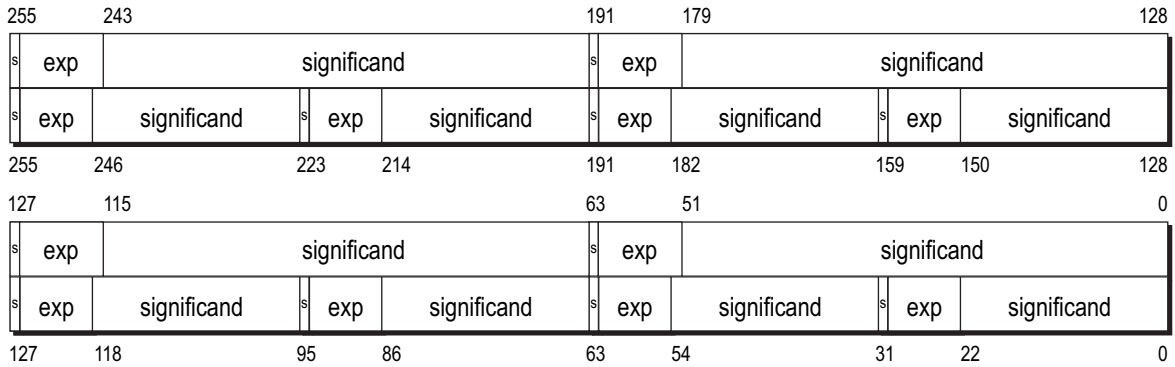 255 243 191 179 128
s exp significand s exp significand
s exp significand s exp significand s exp significand s exp significand
255 246 223 214 191 182 159 150 128
127 115 63 51 0
s exp significand s exp significand
s exp significand s exp significand s exp significand s exp significand
127 118 95 86 63 54 31 22 0